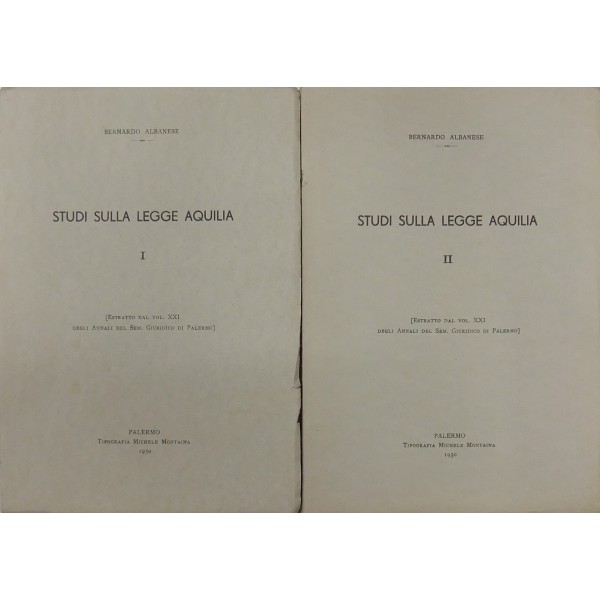 BERNARDO ALBANESE
STUDI SULLA LEGGE AQUILIA
I
[ESTRATTO DAL VOL. XXI
DEGLI ANNALI DEL SEM. GIURIDICO DI PALERMO]
PALERMO
TIPOGRAFIA MICHELE MONTAINA
1950
BERNARDO ALBANESE
STUDI SULLA LEGGE AQUILIA
II
[ESTRATTO DAL VOL. XXI
DEGLI ANNALI DEL SEM. GIURIDICO DI PALERMO]
PALERMO
TIPOGRAFIA MICHELE MONTAINA
1950